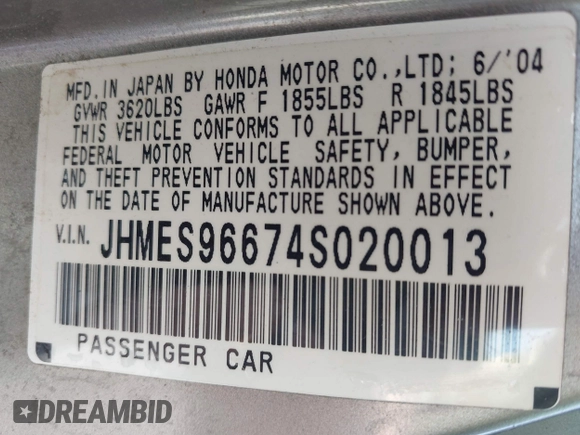 MFD. IN JAPAN BY HONDA MOTOR CO.,LTD; 6/'04
GVWR 3620LBS GAWR F 1855LBS R 1845LBS
THIS VEHICLE CONFORMS TO ALL APPLICABLE
FEDERAL MOTOR VEHICLE SAFETY, BUMPER,
AND THEFT PREVENTION STANDARDS IN EFFECT
ON THE DATE OF MANUFACTURE SHOWN ABOVE.
V.I.N. JHMES96674S020013
PASSENGER CAR
DREAMBID